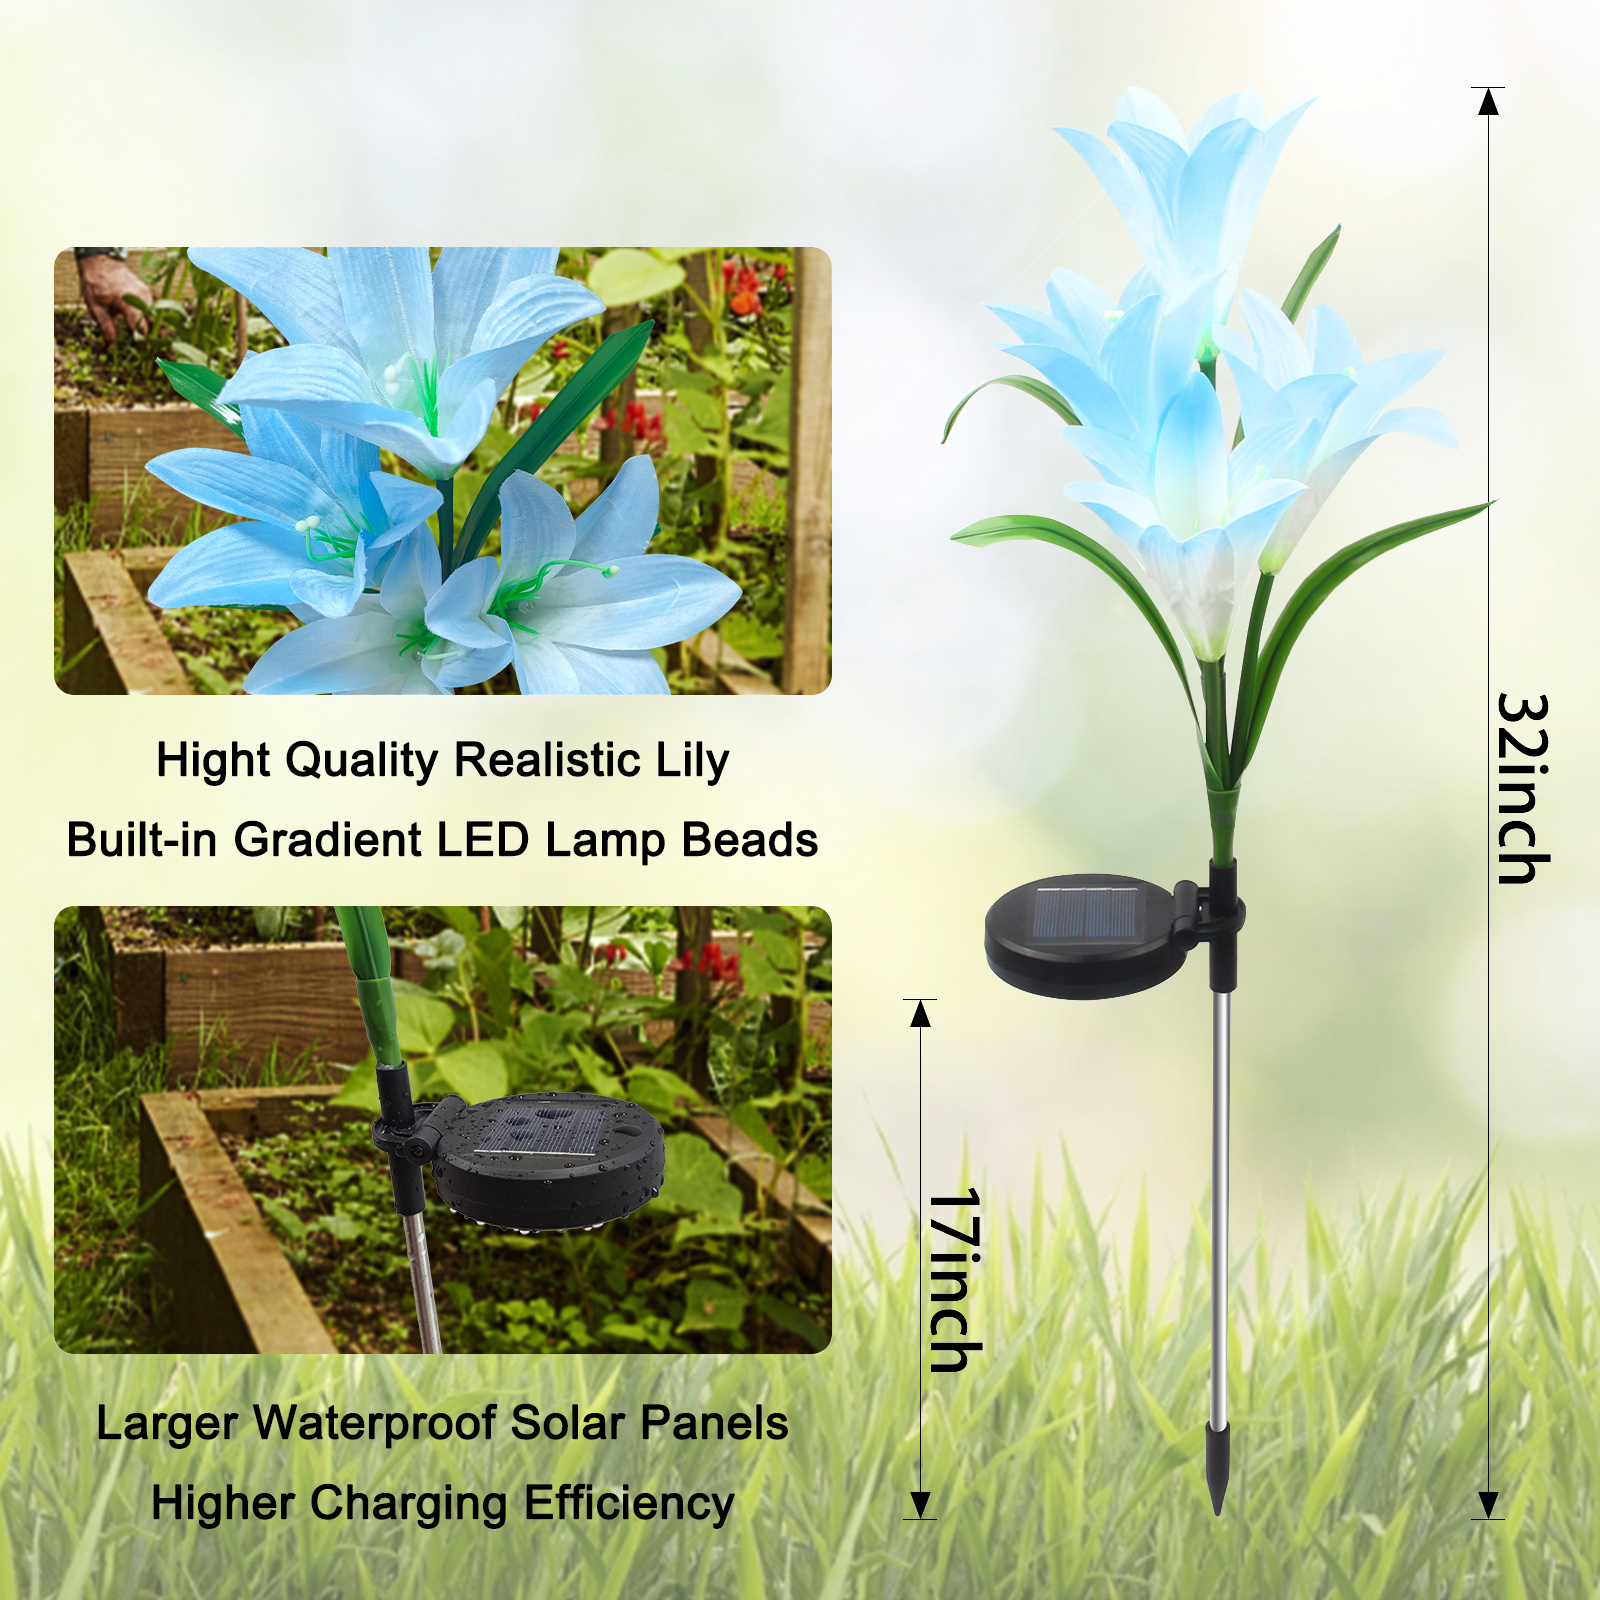 Hight Quality Realistic Lily
Built-in Gradient LED Lamp Beads
Larger Waterproof Solar Panels
Higher Charging Efficiency
32inch
17inch